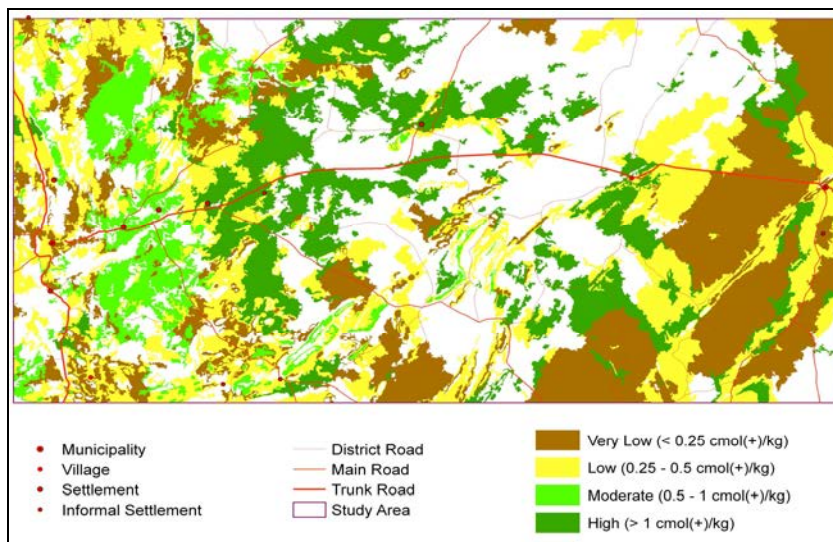 Municipality
Village
Settlement
Informal Settlement
District Road
Main Road
Trunk Road
Study Area
Very Low (< 0.25 cmol(+)/kg)
Low (0.25 - 0.5 cmol(+)/kg)
Moderate (0.5 - 1 cmol(+)/kg)
High (> 1 cmol(+)/kg)